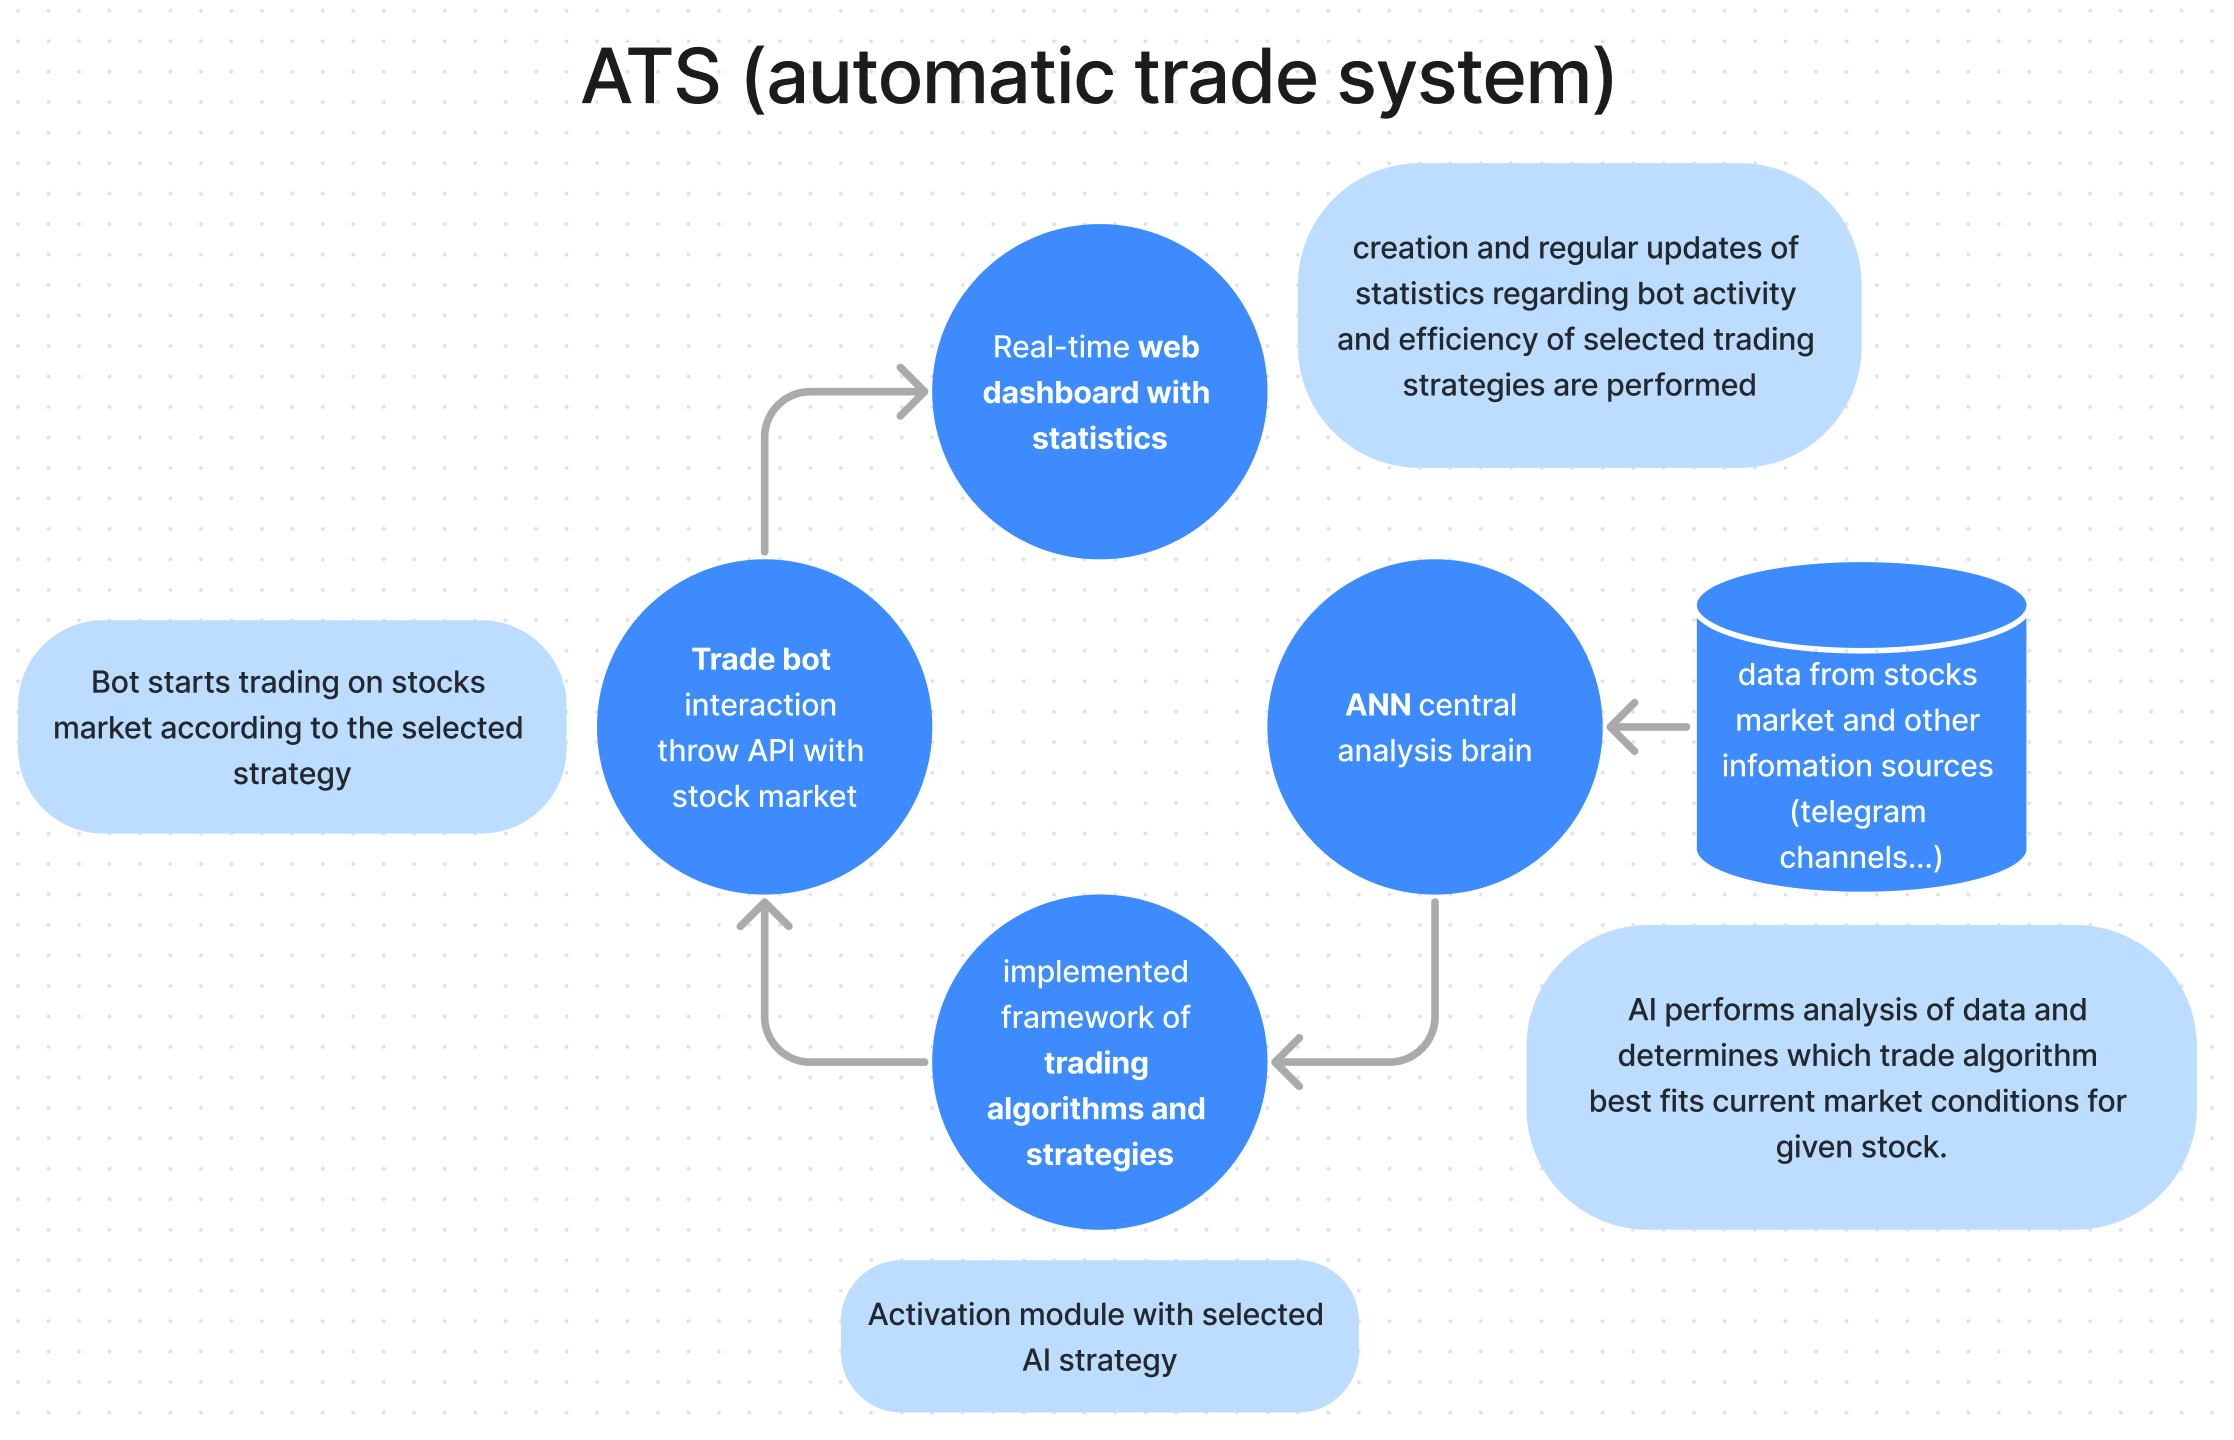 ATS (automatic trade system)
creation and regular updates of
statistics regarding bot activity
and efficiency of selected trading
strategies are performed
Real-time web
dashboard with
statistics
Bot starts trading on stocks
market according to the selected
strategy
Trade bot
interaction
throw API with
stock market
ANN central
analysis brain
data from stocks
market and other
infomation sources
(telegram
channels...)
implemented
framework of
trading
algorithms and
strategies
AI performs analysis of data and
determines which trade algorithm
best fits current market conditions for
given stock.
Activation module with selected
AI strategy